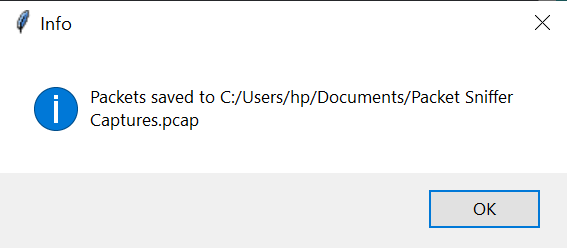 Info
Packets saved to C:/Users/hp/Documents/Packet Sniffer
Captures.pcap
OK